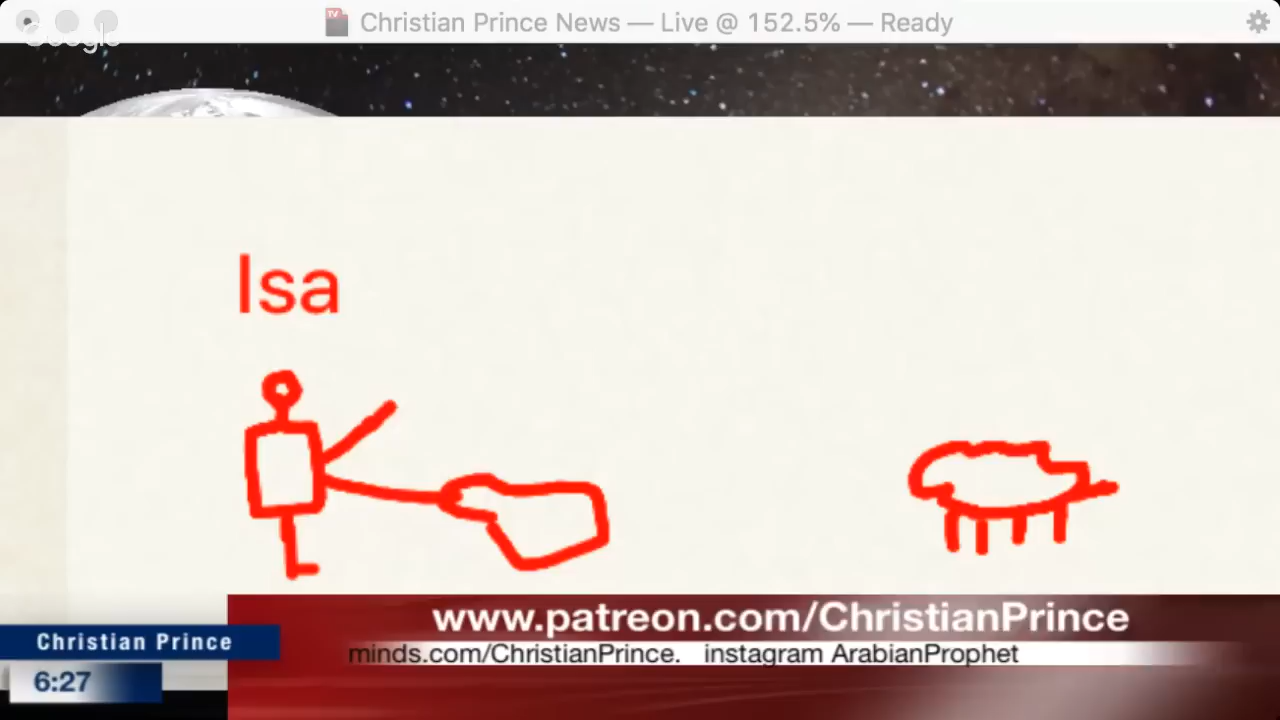 Christian Prince News — Live @ 152.5% — Ready
Google
Isa
www.patreon.com/ChristianPrince
Christian Prince
minds.com/ChristianPrince. instagram ArabianProphet
6:27